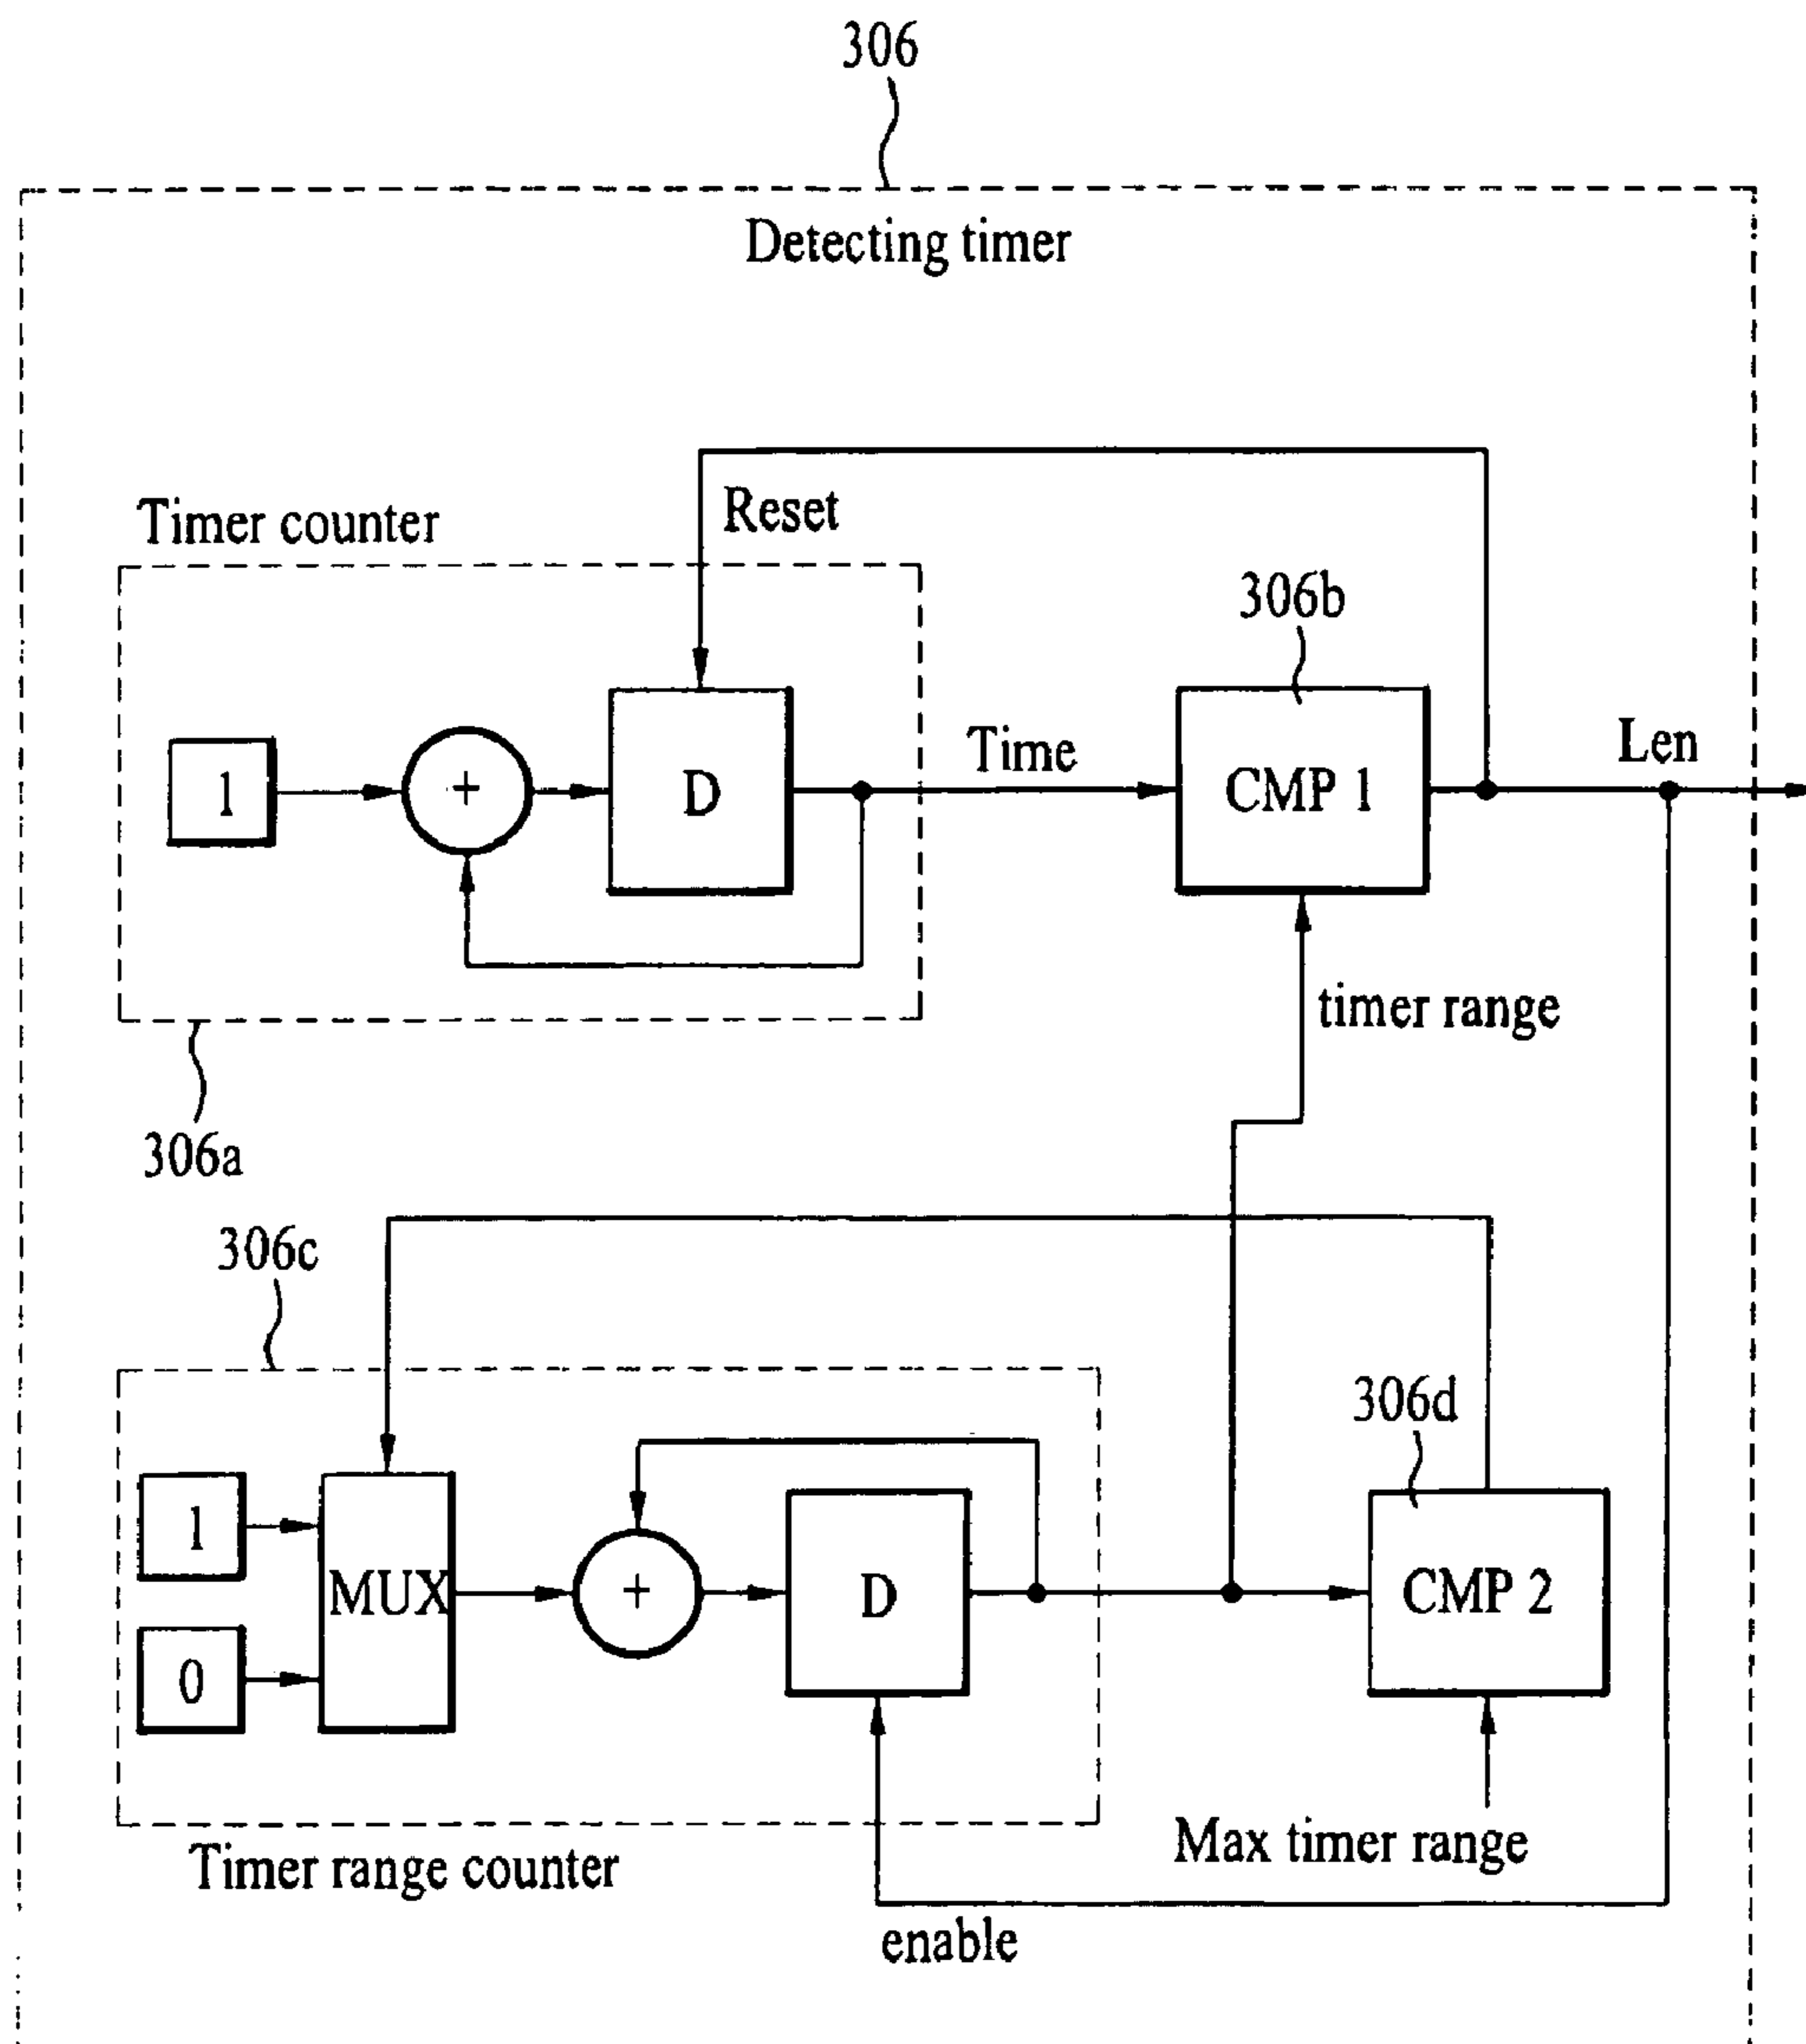 306
Detecting timer
Timer counter
Reset
306b
1
+
D
Time
CMP 1
Len
timer range
306a
306c
306d
1
MUX
+
D
CMP 2
0
Max timer range
Timer range counter
enable